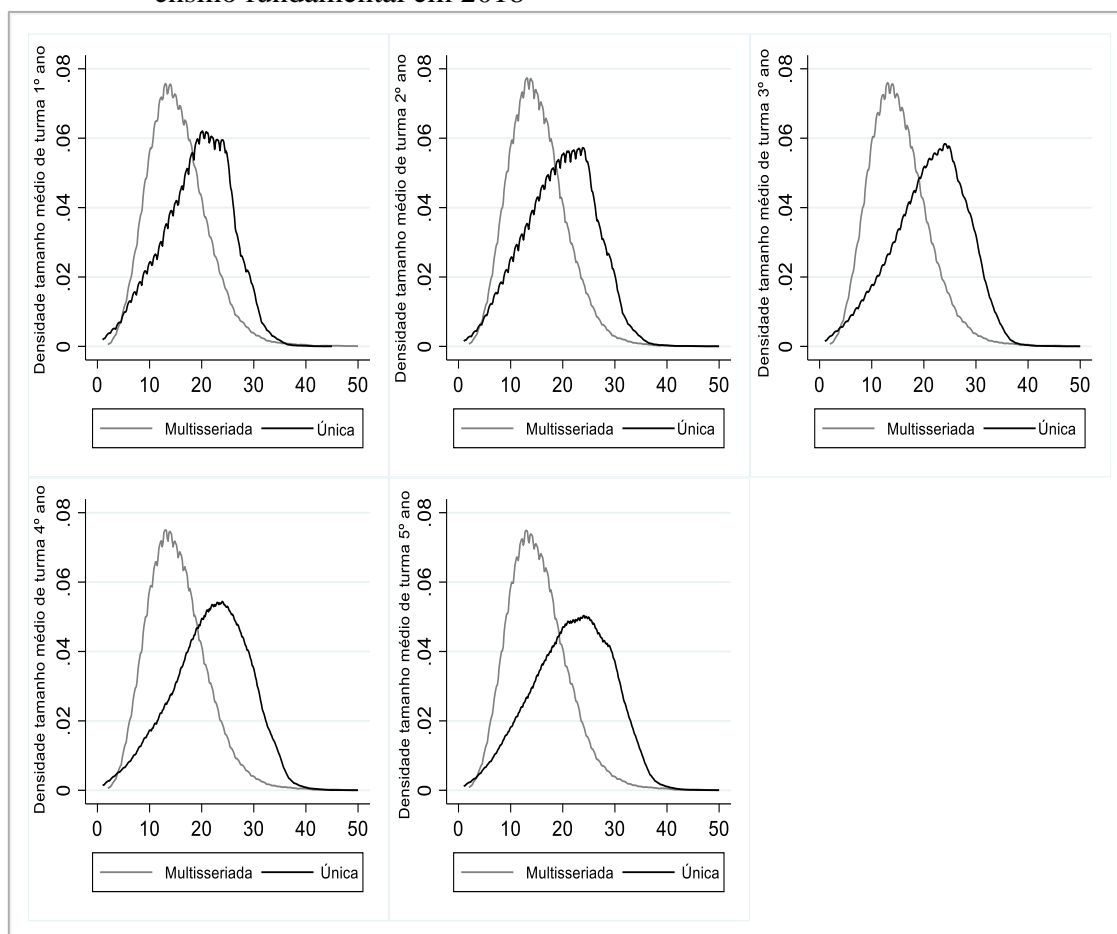 ensino fundamental em 2018
Densidade tamanho médio de turma 1º ano
.08
.06
.04
.02
0
0 10 20 30 40 50
Multisseriada Única
Densidade tamanho médio de turma 2º ano
.08
.06
.04
.02
0
0 10 20 30 40 50
Multisseriada Única
Densidade tamanho médio de turma 3º ano
.08
.06
.04
.02
0
0 10 20 30 40 50
Multisseriada Única
Densidade tamanho médio de turma 4º ano
.08
.06
.04
.02
0
0 10 20 30 40 50
Multisseriada Única
Densidade tamanho médio de turma 5º ano
.08
.06
.04
.02
0
0 10 20 30 40 50
Multisseriada Única